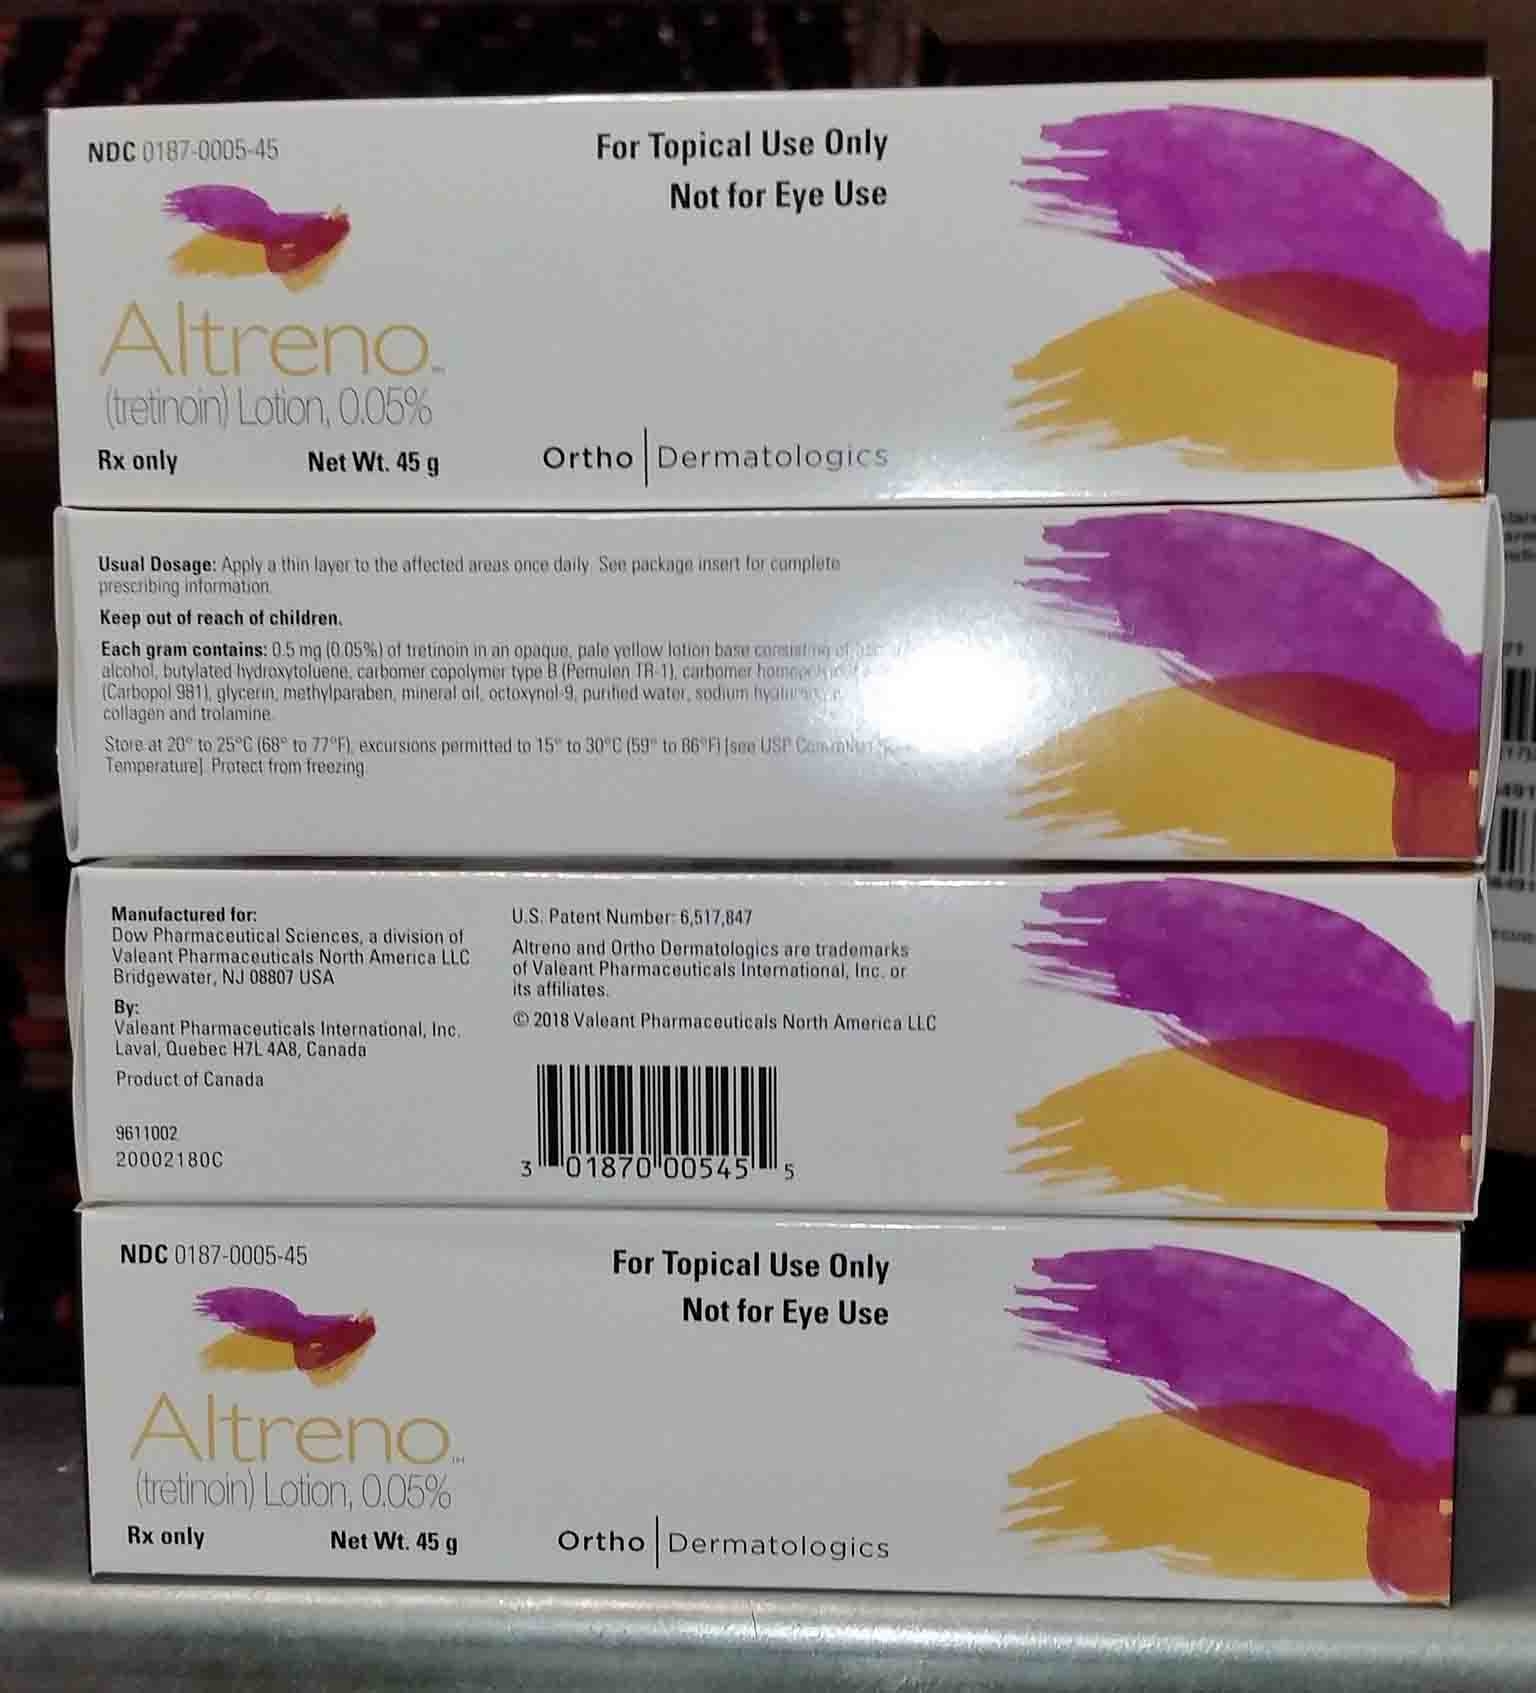 NDC 0187-0005-45
For Topical Use Only
Not for Eye Use
Altreno
(tretinoin) Lotion, 0.05%
Rx only
Net Wt. 45 g
Ortho | Dermatologics
Usual Dosage: Apply a thin layer to the affected areas once daily. See package insert for complete
prescribing information.
Keep out of reach of children.
Each gram contains: 0.5 mg (0.05%) of tretinoin in an opaque, pale yellow lotion base consisting of
alcohol, butylated hydroxytoluene, carbomer copolymer type B (Pemulen TR-1), carbomer
(Carbopol 981), glycerin, methylparaben, mineral oil, octoxynol-9, purified water, sodium
collagen and trolamine.
Store at 20° to 25°C (68° to 77°F), excursions permitted to 15° to 30°C (59° to 86°F) [see USP
Temperature]. Protect from freezing.
Manufactured for:
Dow Pharmaceutical Sciences, a division of
Valeant Pharmaceuticals North America LLC
Bridgewater, NJ 08807 USA
By:
Valeant Pharmaceuticals International, Inc.
Laval, Quebec H7L 4A8, Canada
Product of Canada
9611002
20002180C
U.S. Patent Number: 6,517,847
Altreno and Ortho Dermatologics are trademarks
of Valeant Pharmaceuticals International, Inc. or
its affiliates.
© 2018 Valeant Pharmaceuticals North America LLC
3 01870 00545 5
NDC 0187-0005-45
For Topical Use Only
Not for Eye Use
Altreno™
(tretinoin) Lotion, 0.05%
Rx only
Net Wt. 45 g
Ortho | Dermatologics